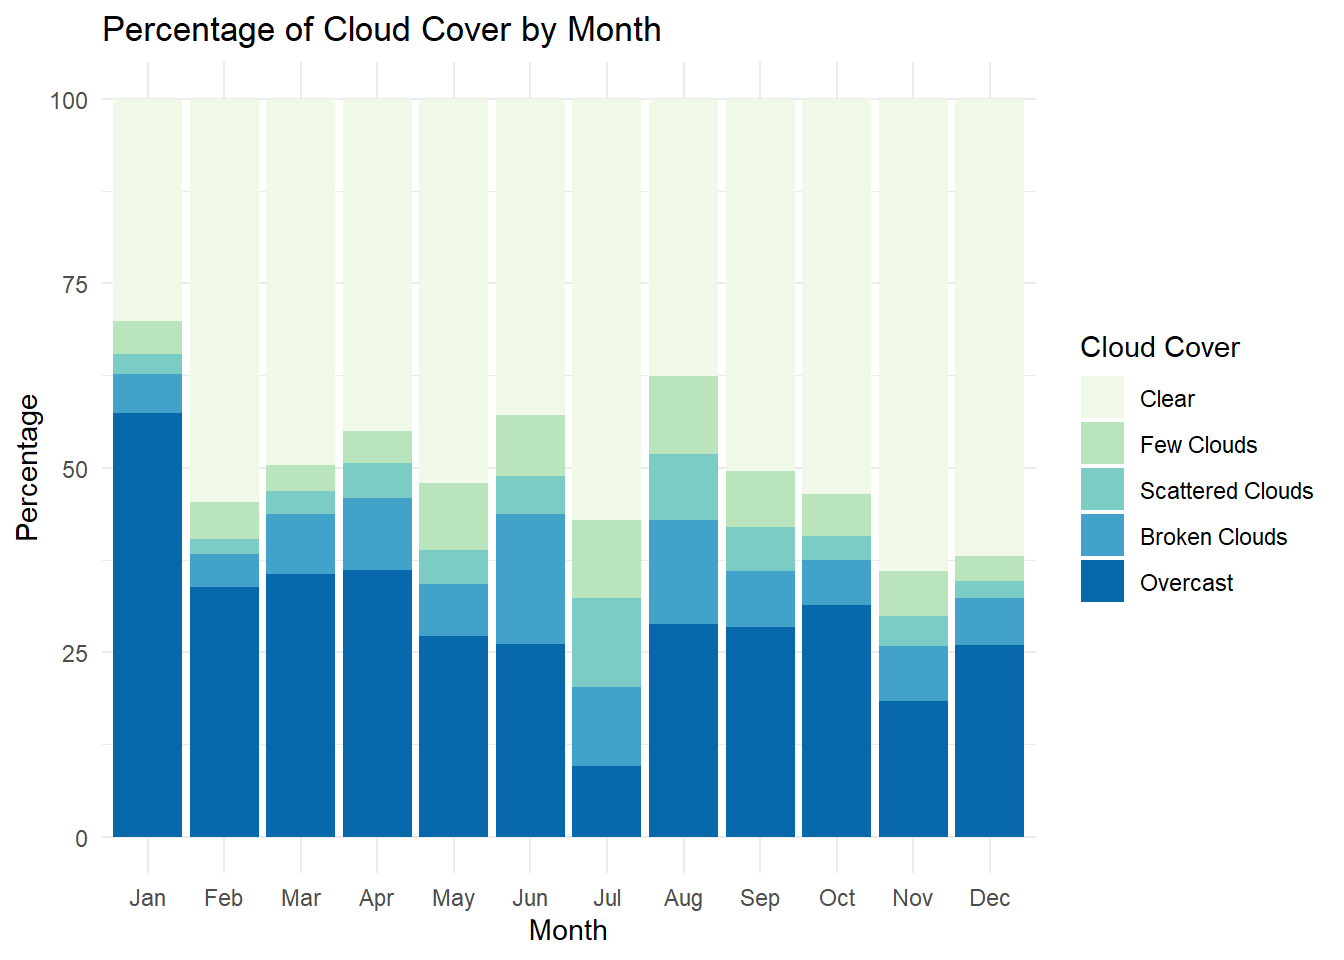 Percentage of Cloud Cover by Month
100
75
50
25
0
Percentage
Jan Feb Mar Apr May Jun Jul Aug Sep Oct Nov Dec
Month
Cloud Cover
Clear
Few Clouds
Scattered Clouds
Broken Clouds
Overcast